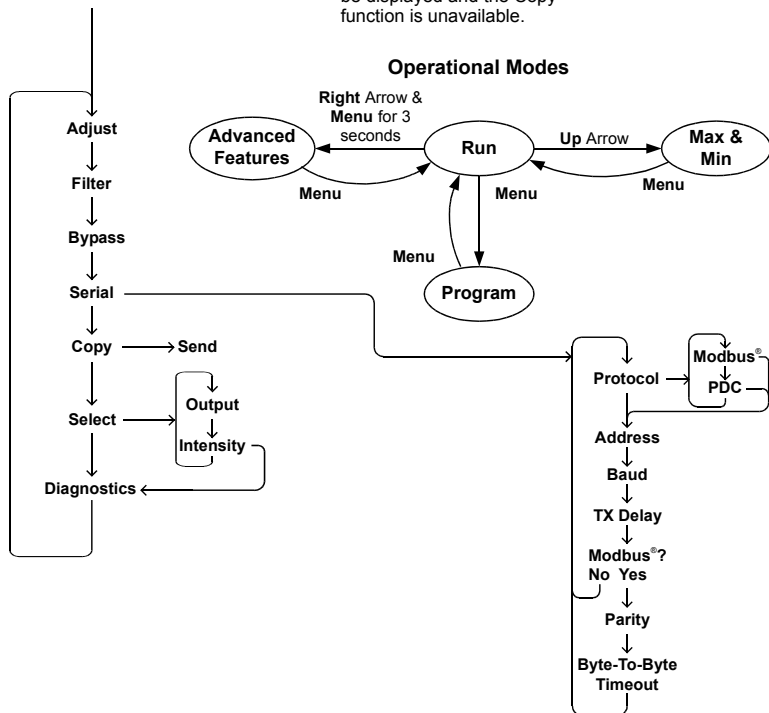 be displayed and the Copy
function is unavailable.
Operational Modes
Right Arrow &
Menu for 3
seconds
Advanced
Features
Run
Up Arrow
Max &
Min
Menu
Menu
Menu
Menu
Program
Adjust
Filter
Bypass
Serial
Copy
Send
Select
Output
Intensity
Diagnostics
Protocol
Modbus®
PDC
Address
Baud
TX Delay
Modbus®?
No Yes
Parity
Byte-To-Byte
Timeout